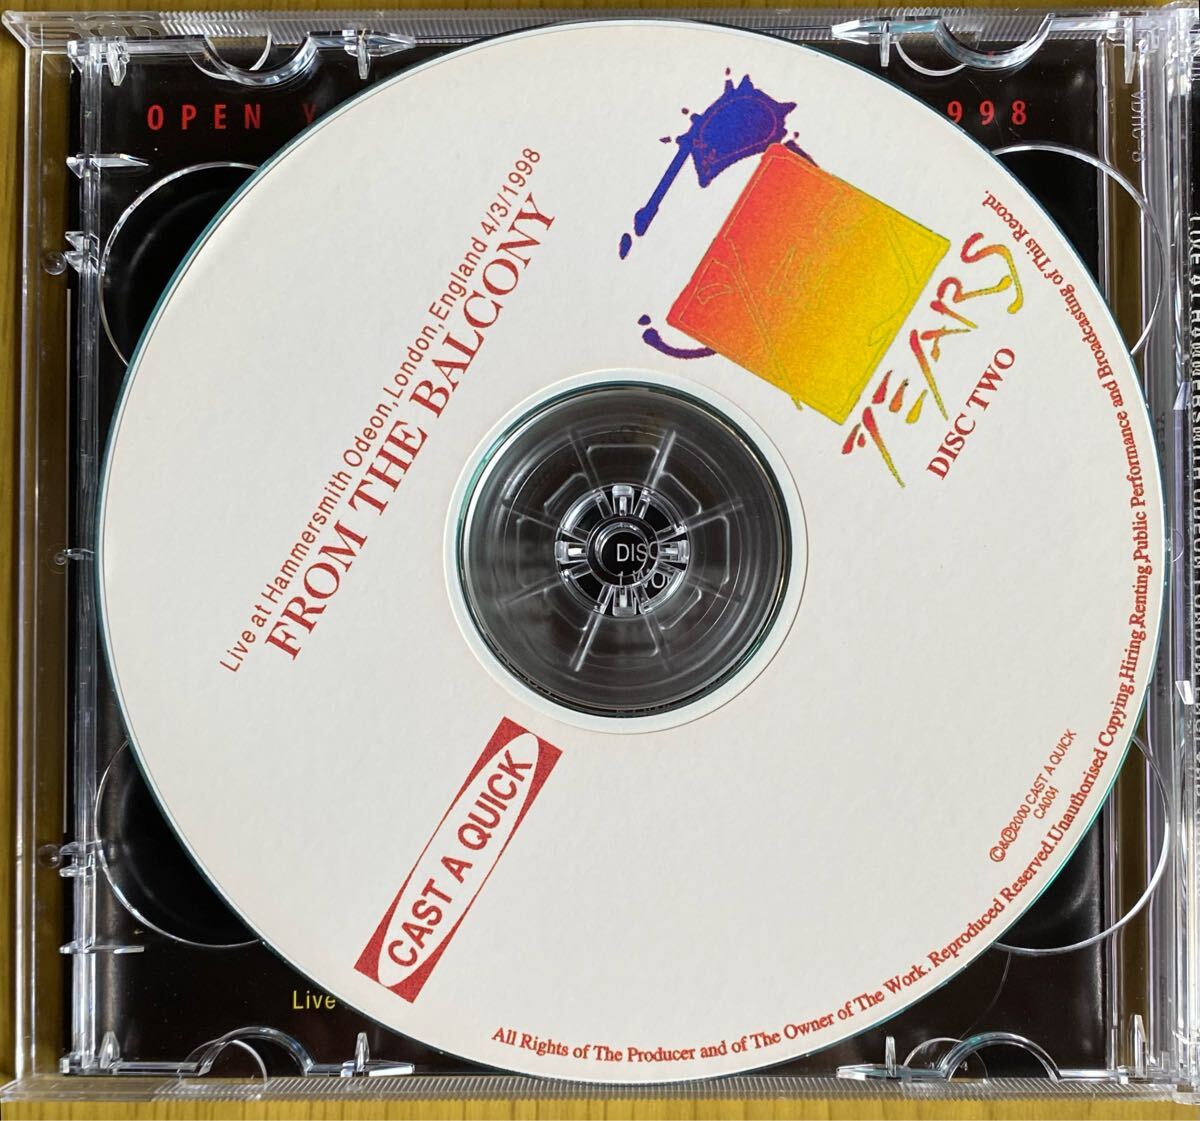 OPEN Y
998
Live at Hammersmith Odeon,London,England 4/3/1998
FROM THE BALCONY
YEARS
DISC TWO
CAST A QUICK
©&℗2000 CAST A QUICK
CA004
All Rights of The Producer and of The Owner of The Work. Reproduced Reserved.Unauthorised Copying,Hiring,Renting,Public Performance and Broadcasting of This Record.
DISC
Live